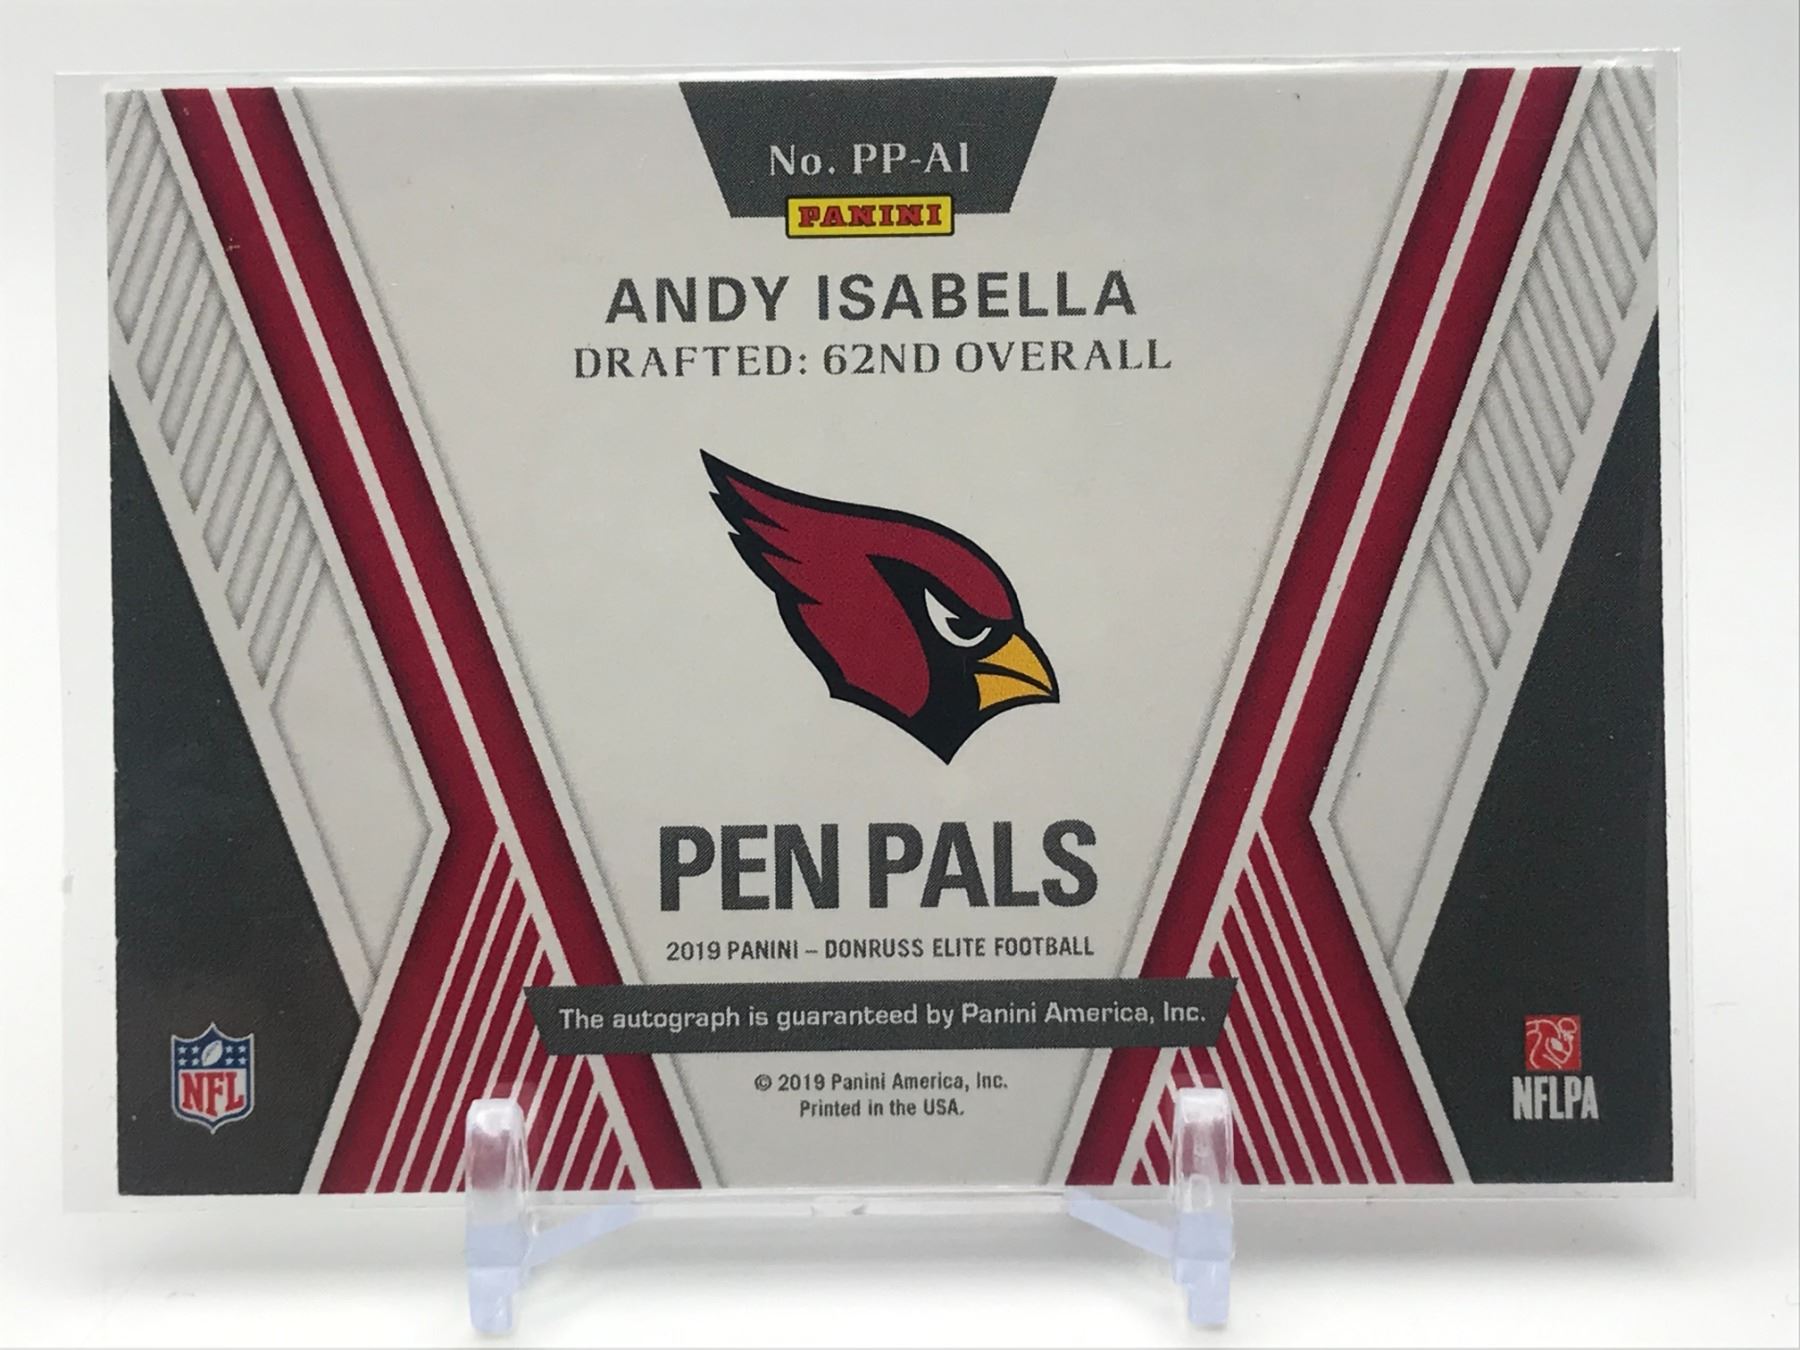 No. PP-AI
PANINI
ANDY ISABELLA
DRAFTED: 62ND OVERALL
PEN PALS
2019 PANINI – DONRUSS ELITE FOOTBALL
The autograph is guaranteed by Panini America, Inc.
© 2019 Panini America, Inc.
Printed in the USA.
NFL
NFLPA